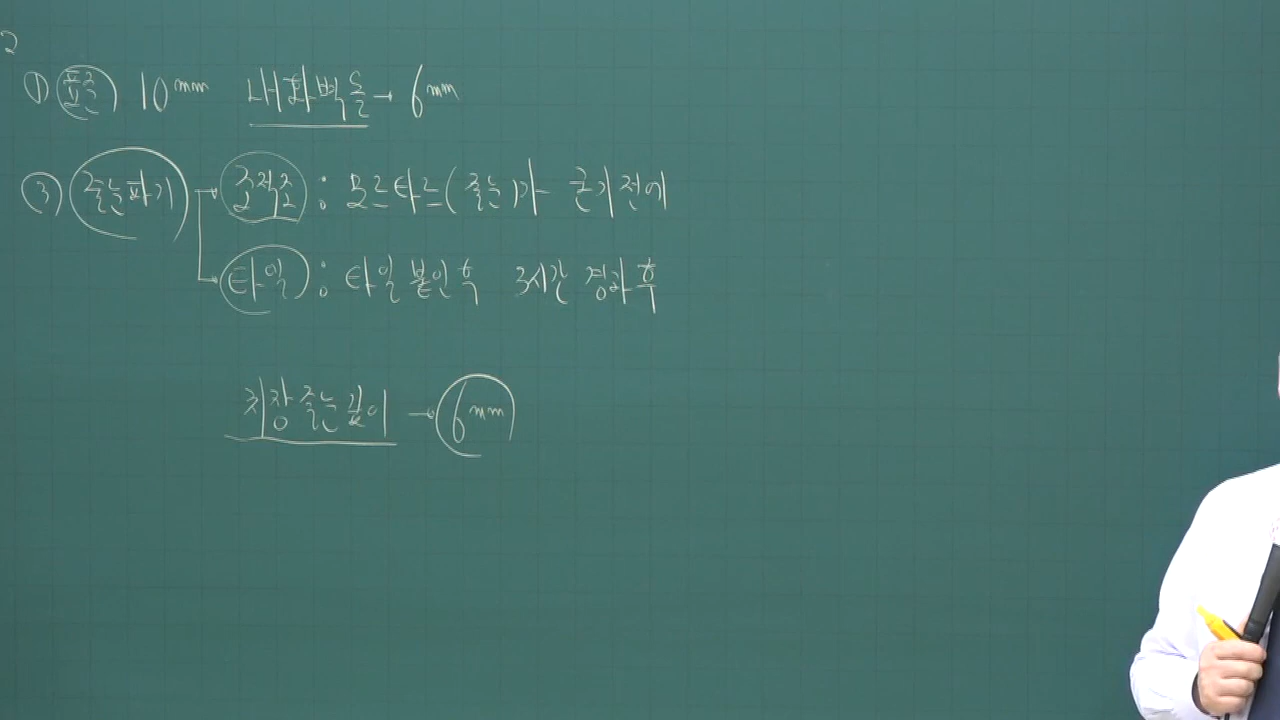 2
① 표준 10mm 내화벽돌 → 6mm
③ 줄눈파기 → 조적조 : 모르타르(줄눈)가 굳기전에
→ 타일 : 타일 붙인 후 3시간 경과 후
치장줄눈깊이 → 6mm